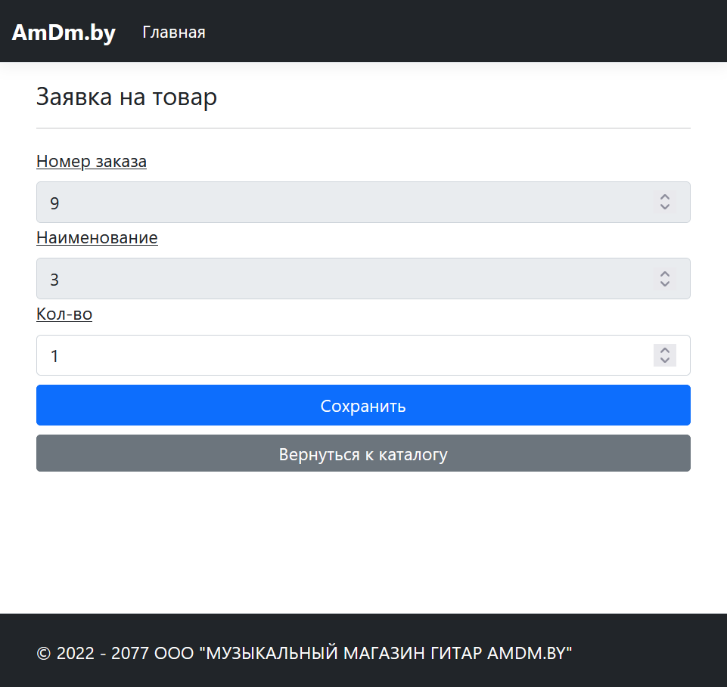 AmDm.by Главная
Заявка на товар
Номер заказа
9
Наименование
3
Кол-во
1
Сохранить
Вернуться к каталогу
© 2022 - 2077 ООО "МУЗЫКАЛЬНЫЙ МАГАЗИН ГИТАР AMDM.BY"